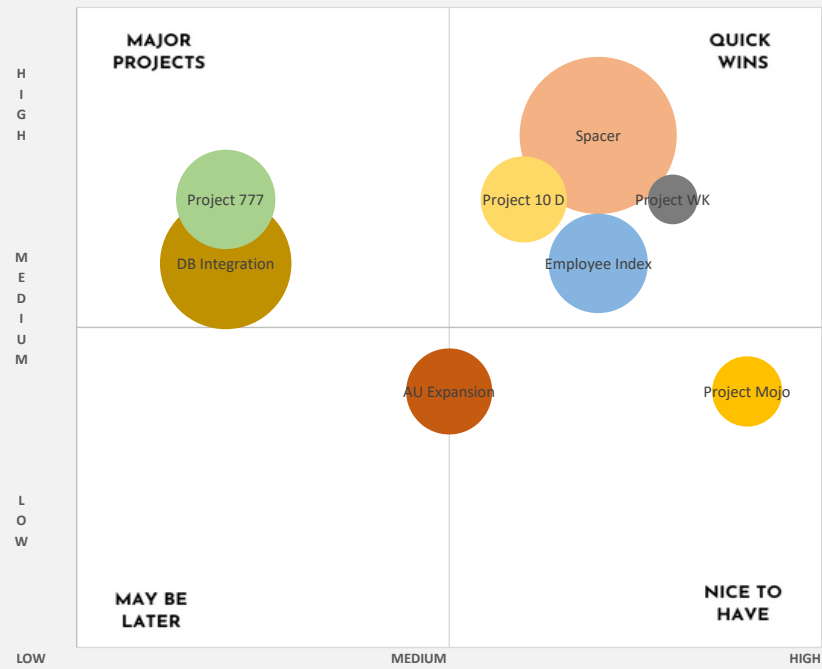 MAJOR
PROJECTS
QUICK
WINS
H
I
G
H
Spacer
Project 777
Project 10 D
Project WK
M
E
D
I
U
M
DB Integration
Employee Index
AU Expansion
Project Mojo
L
O
W
MAY BE
LATER
NICE TO
HAVE
LOW
MEDIUM
HIGH